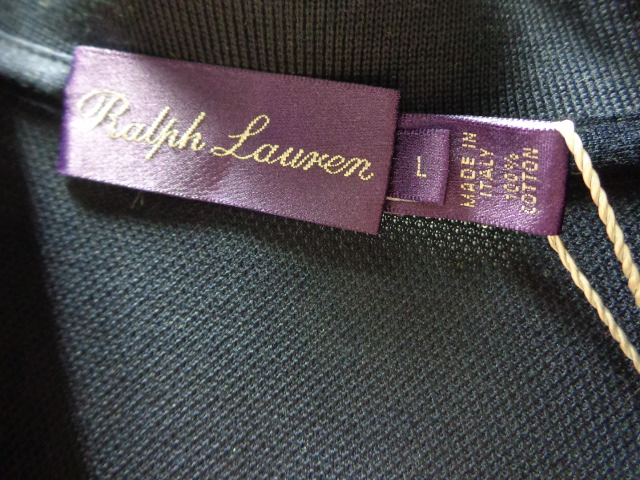 Ralph Lauren
L
MADE IN
ITALY
100%
COTTON